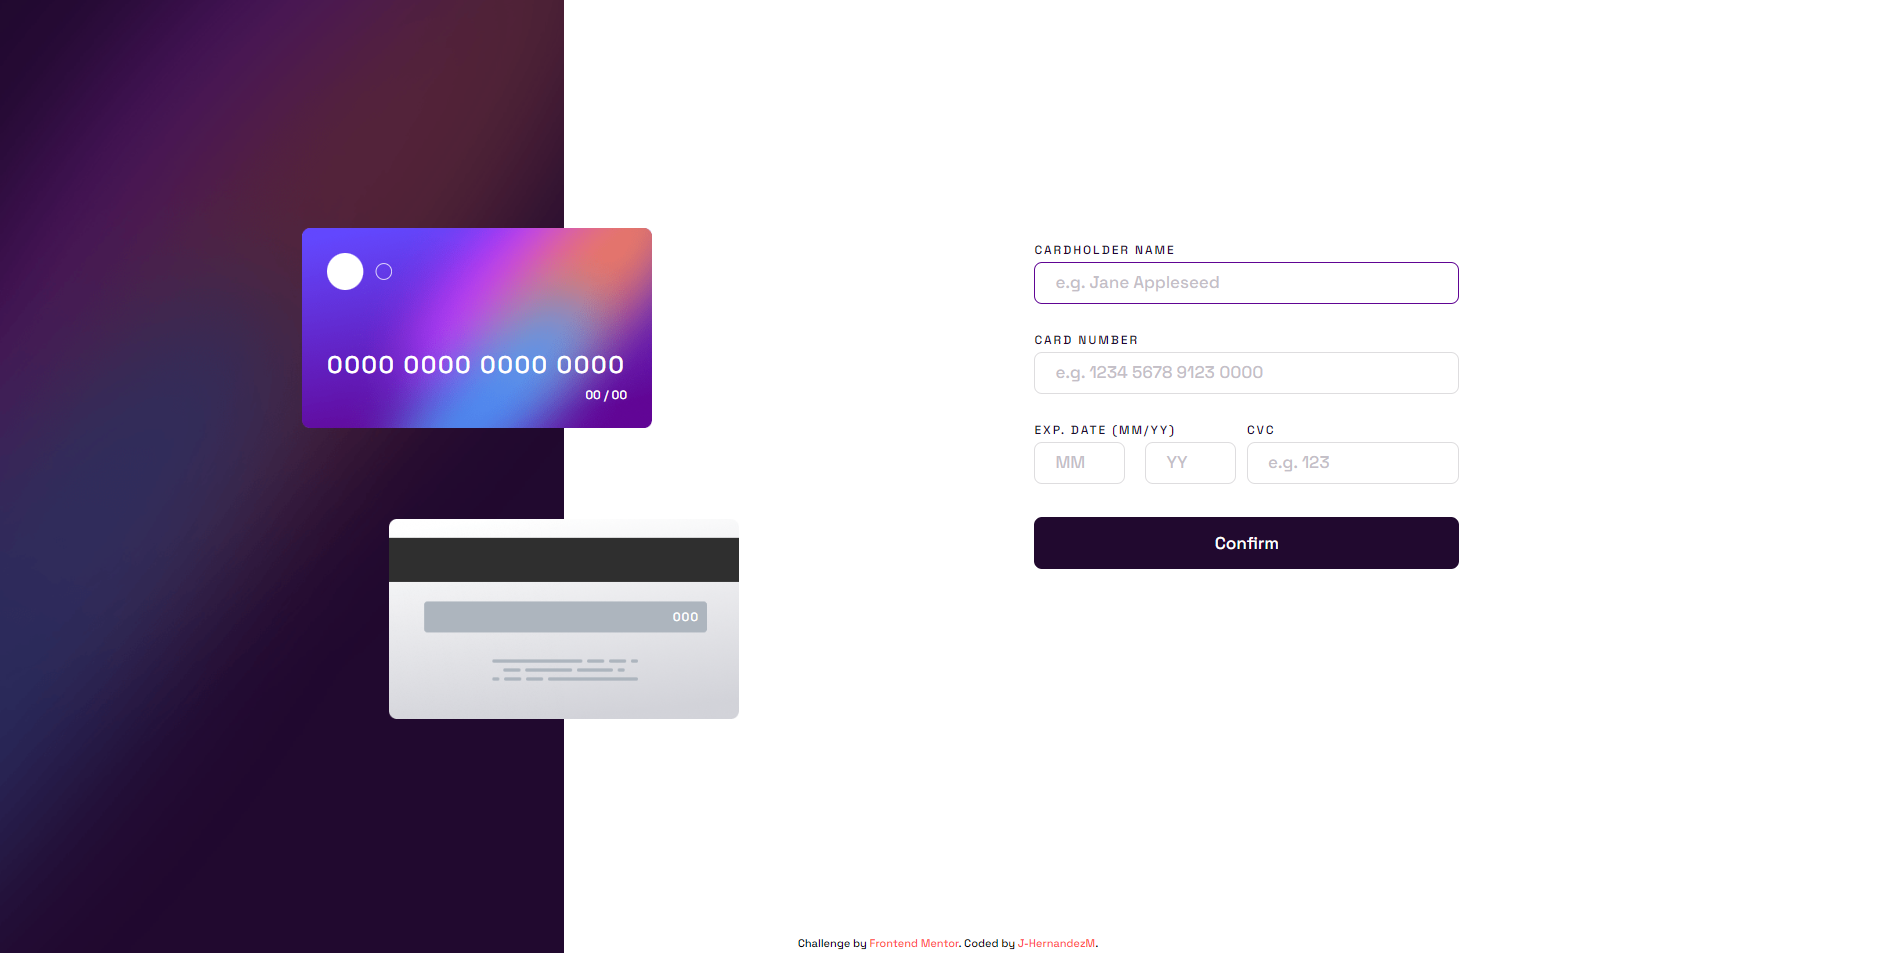 0000 0000 0000 0000
00/00
000
CARDHOLDER NAME
e.g. Jane Appleseed
CARD NUMBER
e.g. 1234 5678 9123 0000
EXP. DATE (MM/YY) CVC
MM YY e.g. 123
Confirm
Challenge by Frontend Mentor. Coded by J-HernandezM.